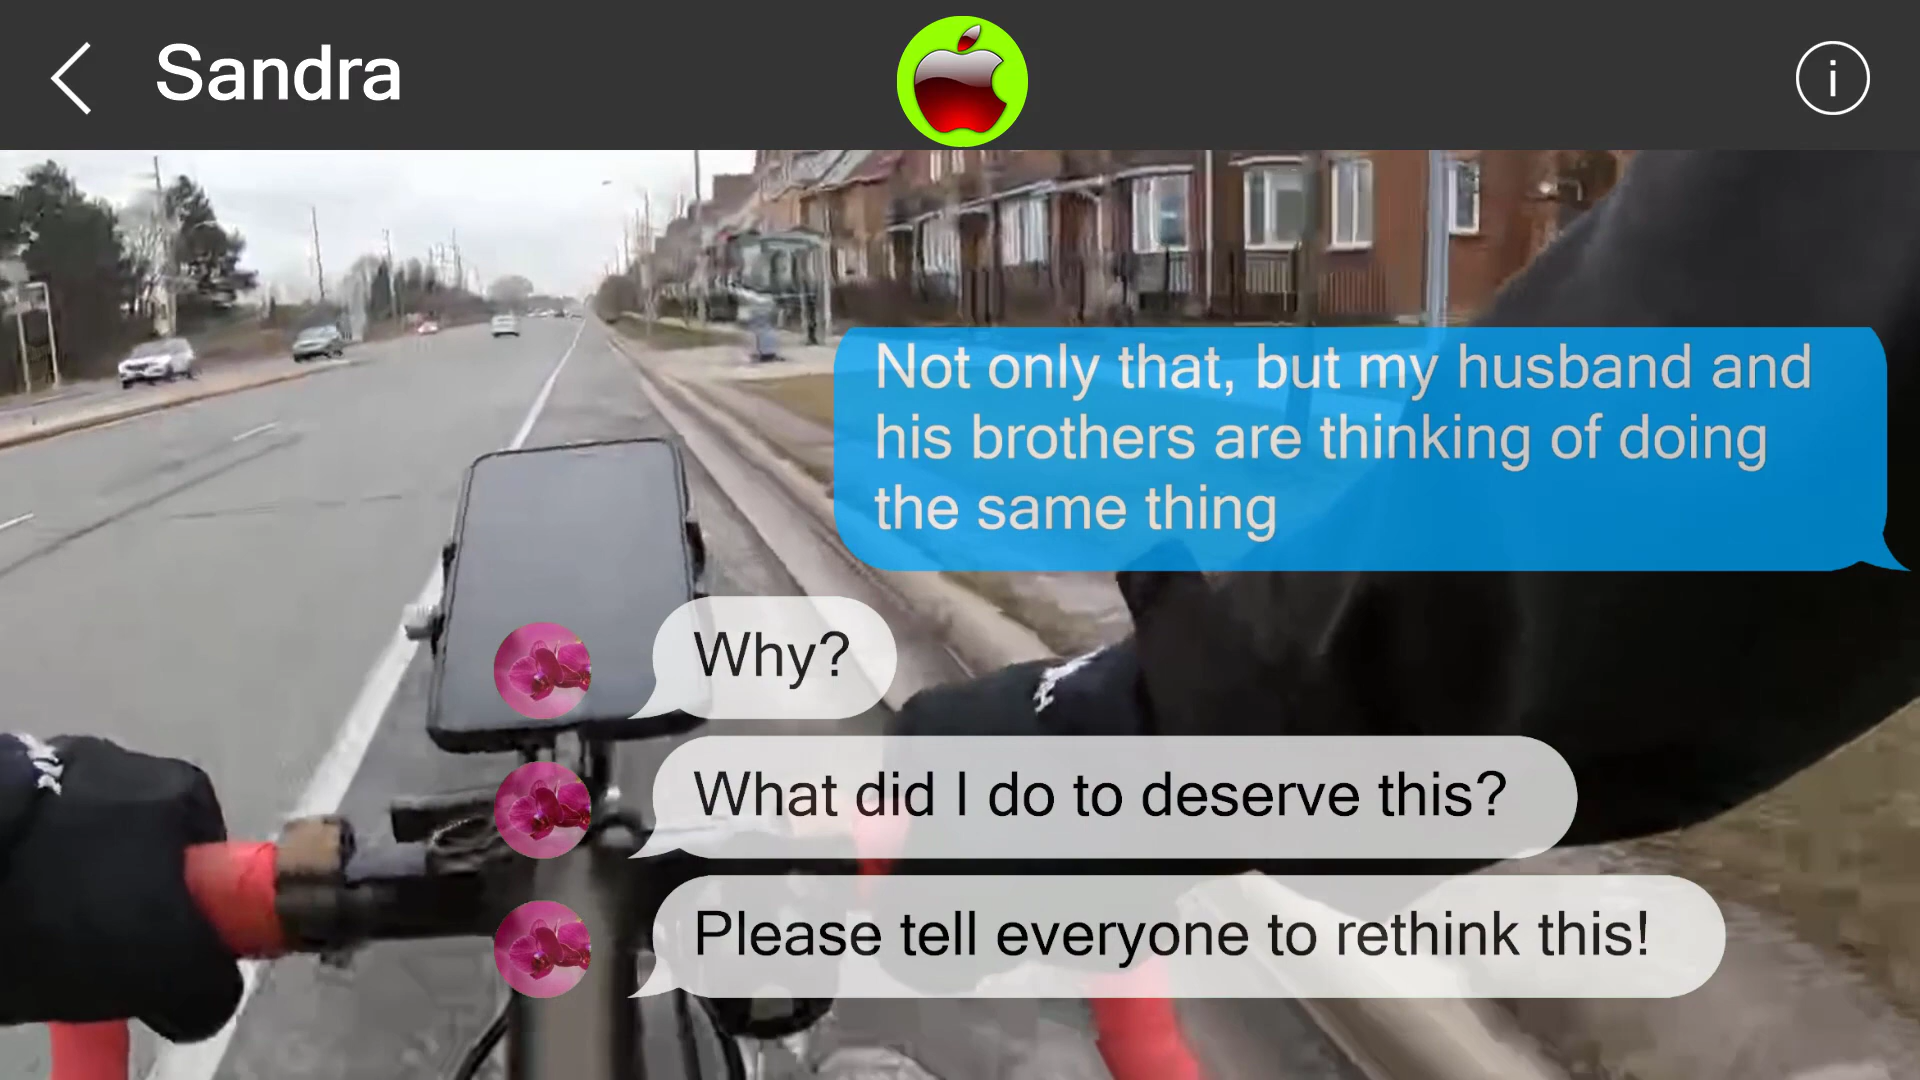 Sandra
i
Not only that, but my husband and
his brothers are thinking of doing
the same thing
Why?
What did I do to deserve this?
Please tell everyone to rethink this!